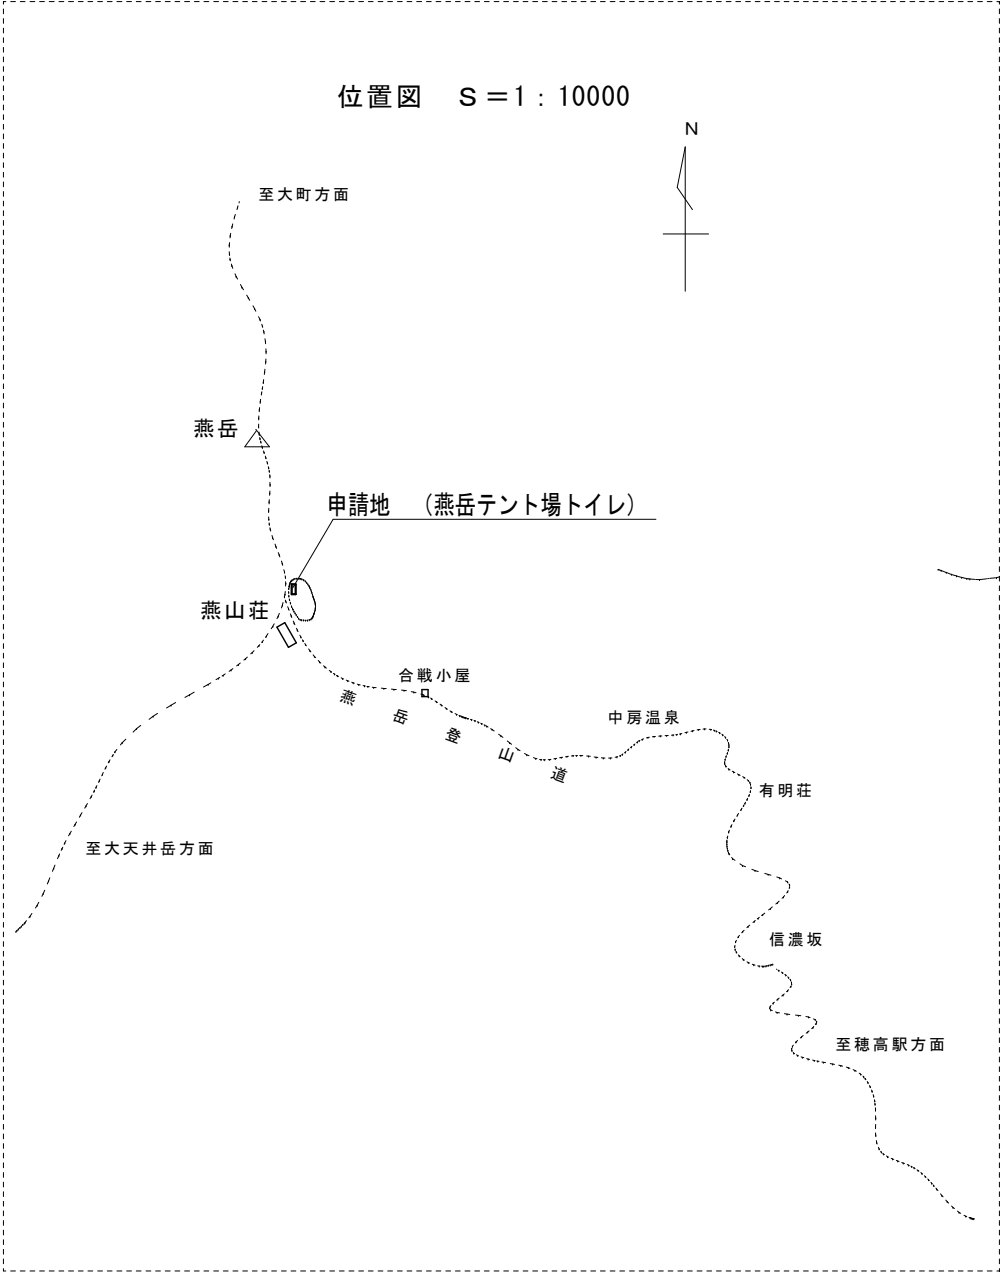 位置図　Ｓ＝1：10000
N
至大町方面
燕岳
申請地　（燕岳テント場トイレ）
燕山荘
合戦小屋
燕岳登山道
中房温泉
有明荘
至大天井岳方面
信濃坂
至穂高駅方面